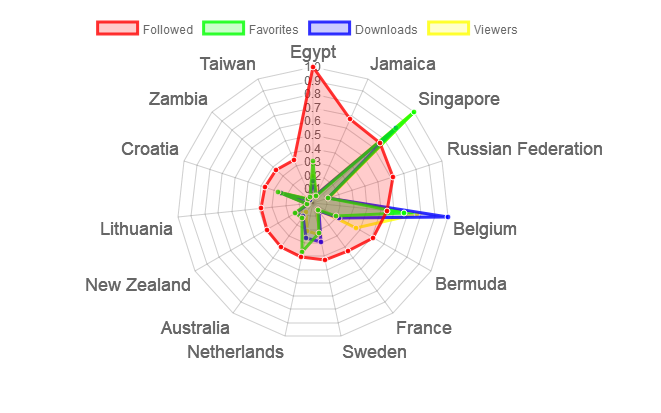 Followed Favorites Downloads Viewers
Egypt
Taiwan Jamaica
Zambia Singapore
Croatia Russian Federation
Lithuania Belgium
New Zealand Bermuda
Australia France
Netherlands Sweden
1.0
0.9
0.8
0.7
0.6
0.5
0.4
0.3
0.2
0.1